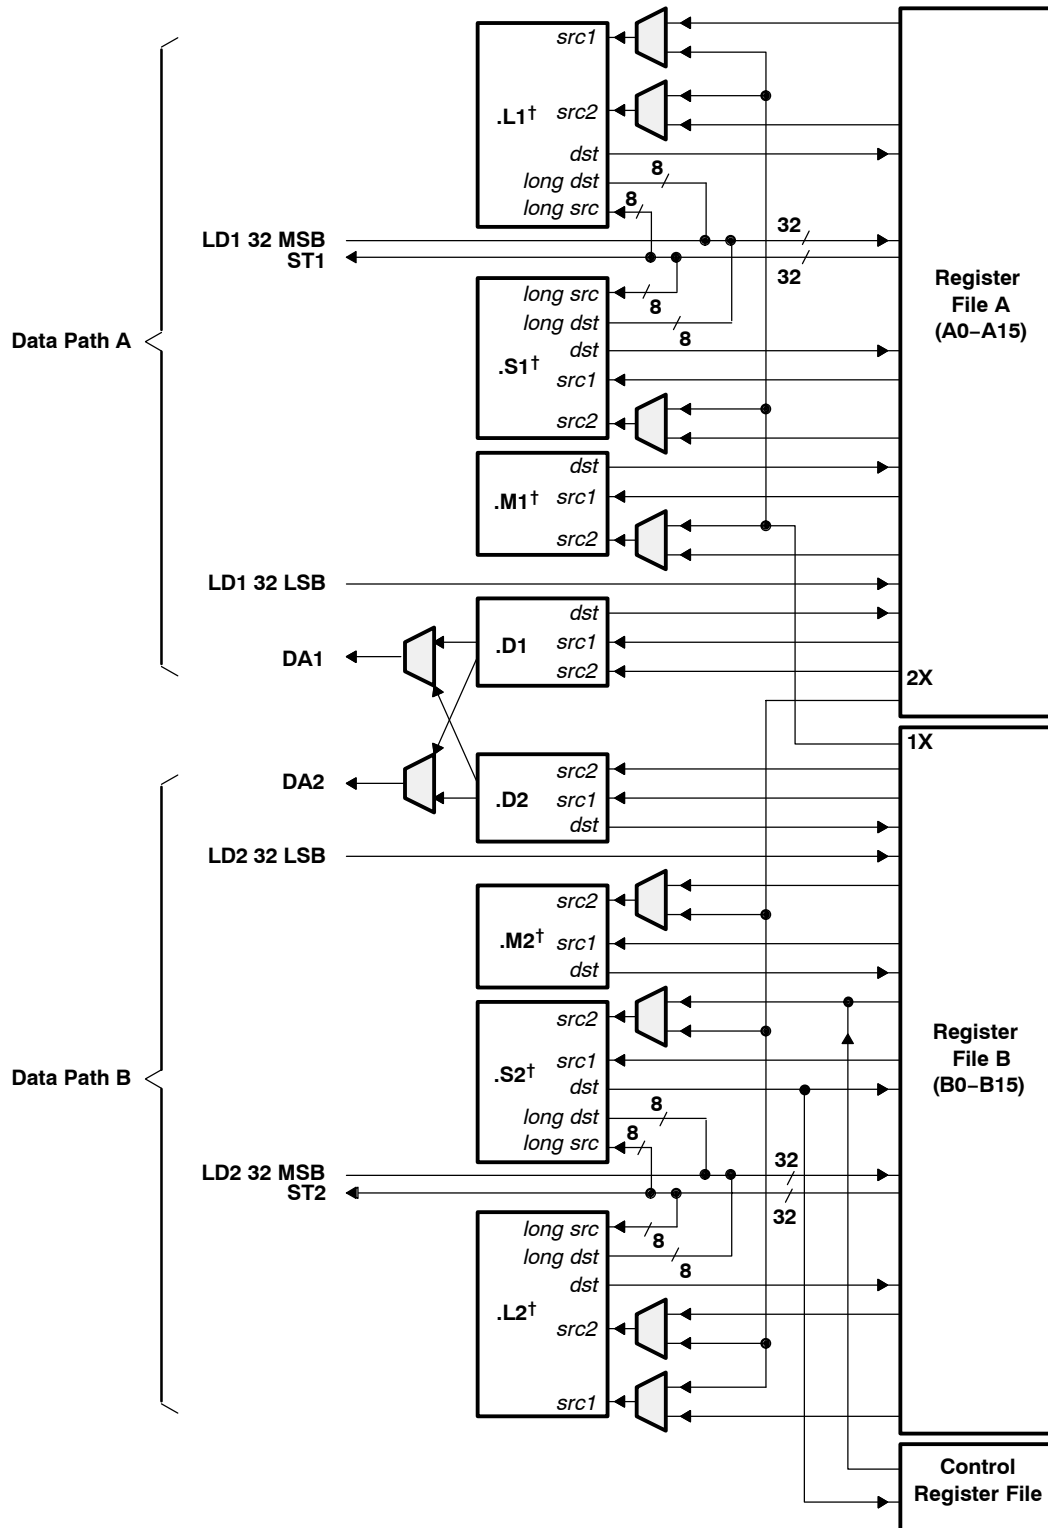 src1
.L1†
src2
dst
8
long dst
8
long src
LD1 32 MSB
32
ST1
32
long src
8
long dst
8
Register
File A
(A0−A15)
Data Path A
dst
.S1†
src1
src2
dst
.M1†
src1
src2
LD1 32 LSB
dst
.D1
src1
DA1
src2
2X
1X
DA2
src2
.D2
src1
dst
LD2 32 LSB
src2
.M2†
src1
dst
src2
Register
File B
(B0−B15)
src1
.S2†
Data Path B
dst
8
long dst
8
long src
LD2 32 MSB
32
ST2
32
long src
8
long dst
8
dst
.L2†
src2
src1
Control
Register File